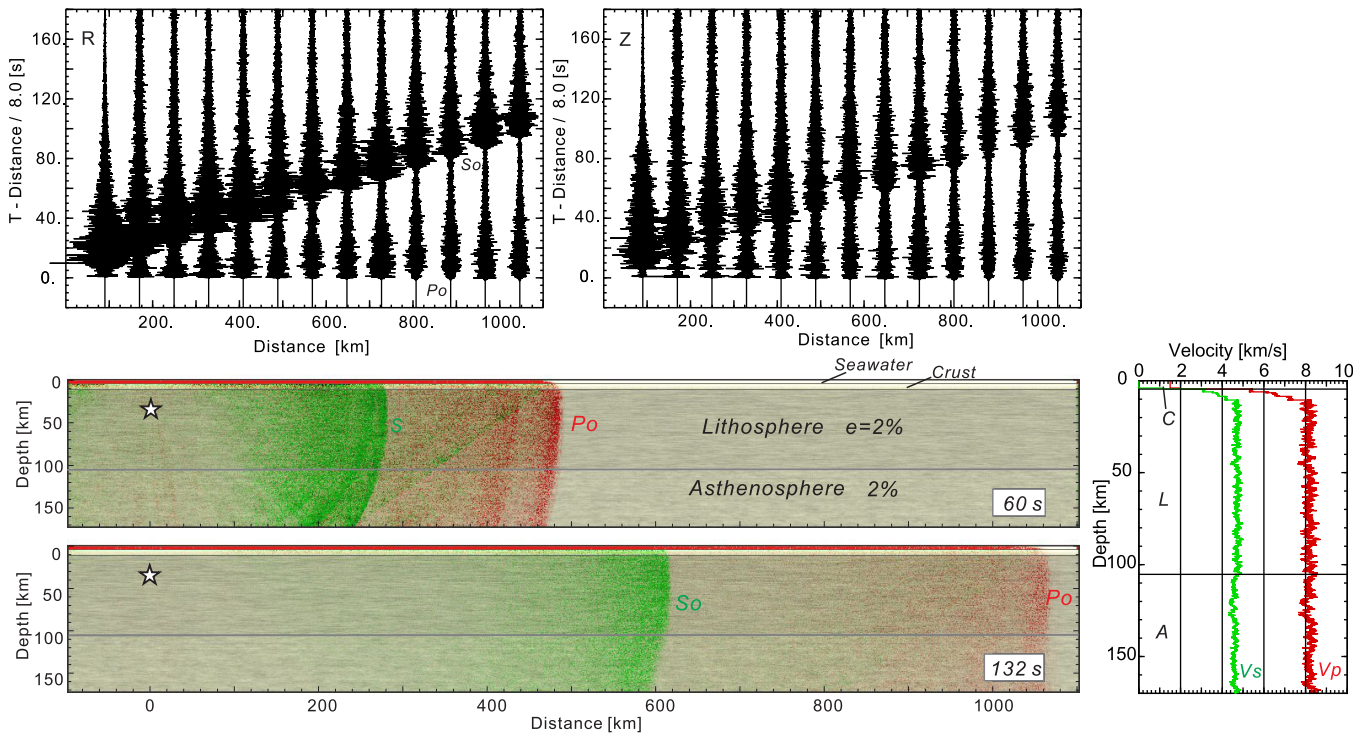 R
Z
T - Distance / 8.0 [s]
160.
120.
80.
40.
0.
So
Po
200. 400. 600. 800. 1000.
Distance [km]
T - Distance / 8.0 [s]
160.
120.
80.
40.
0.
200. 400. 600. 800. 1000.
Distance [km]
Seawater
Crust
Depth [km]
0
50
100
150
S
Po
Lithosphere e=2%
Asthenosphere 2%
60 s
Depth [km]
0
50
100
150
So
Po
132 s
0 200 400 600 800 1000
Distance [km]
Velocity [km/s]
0 2 4 6 8 10
Depth [km]
0
50
100
150
C
L
A
Vs
Vp